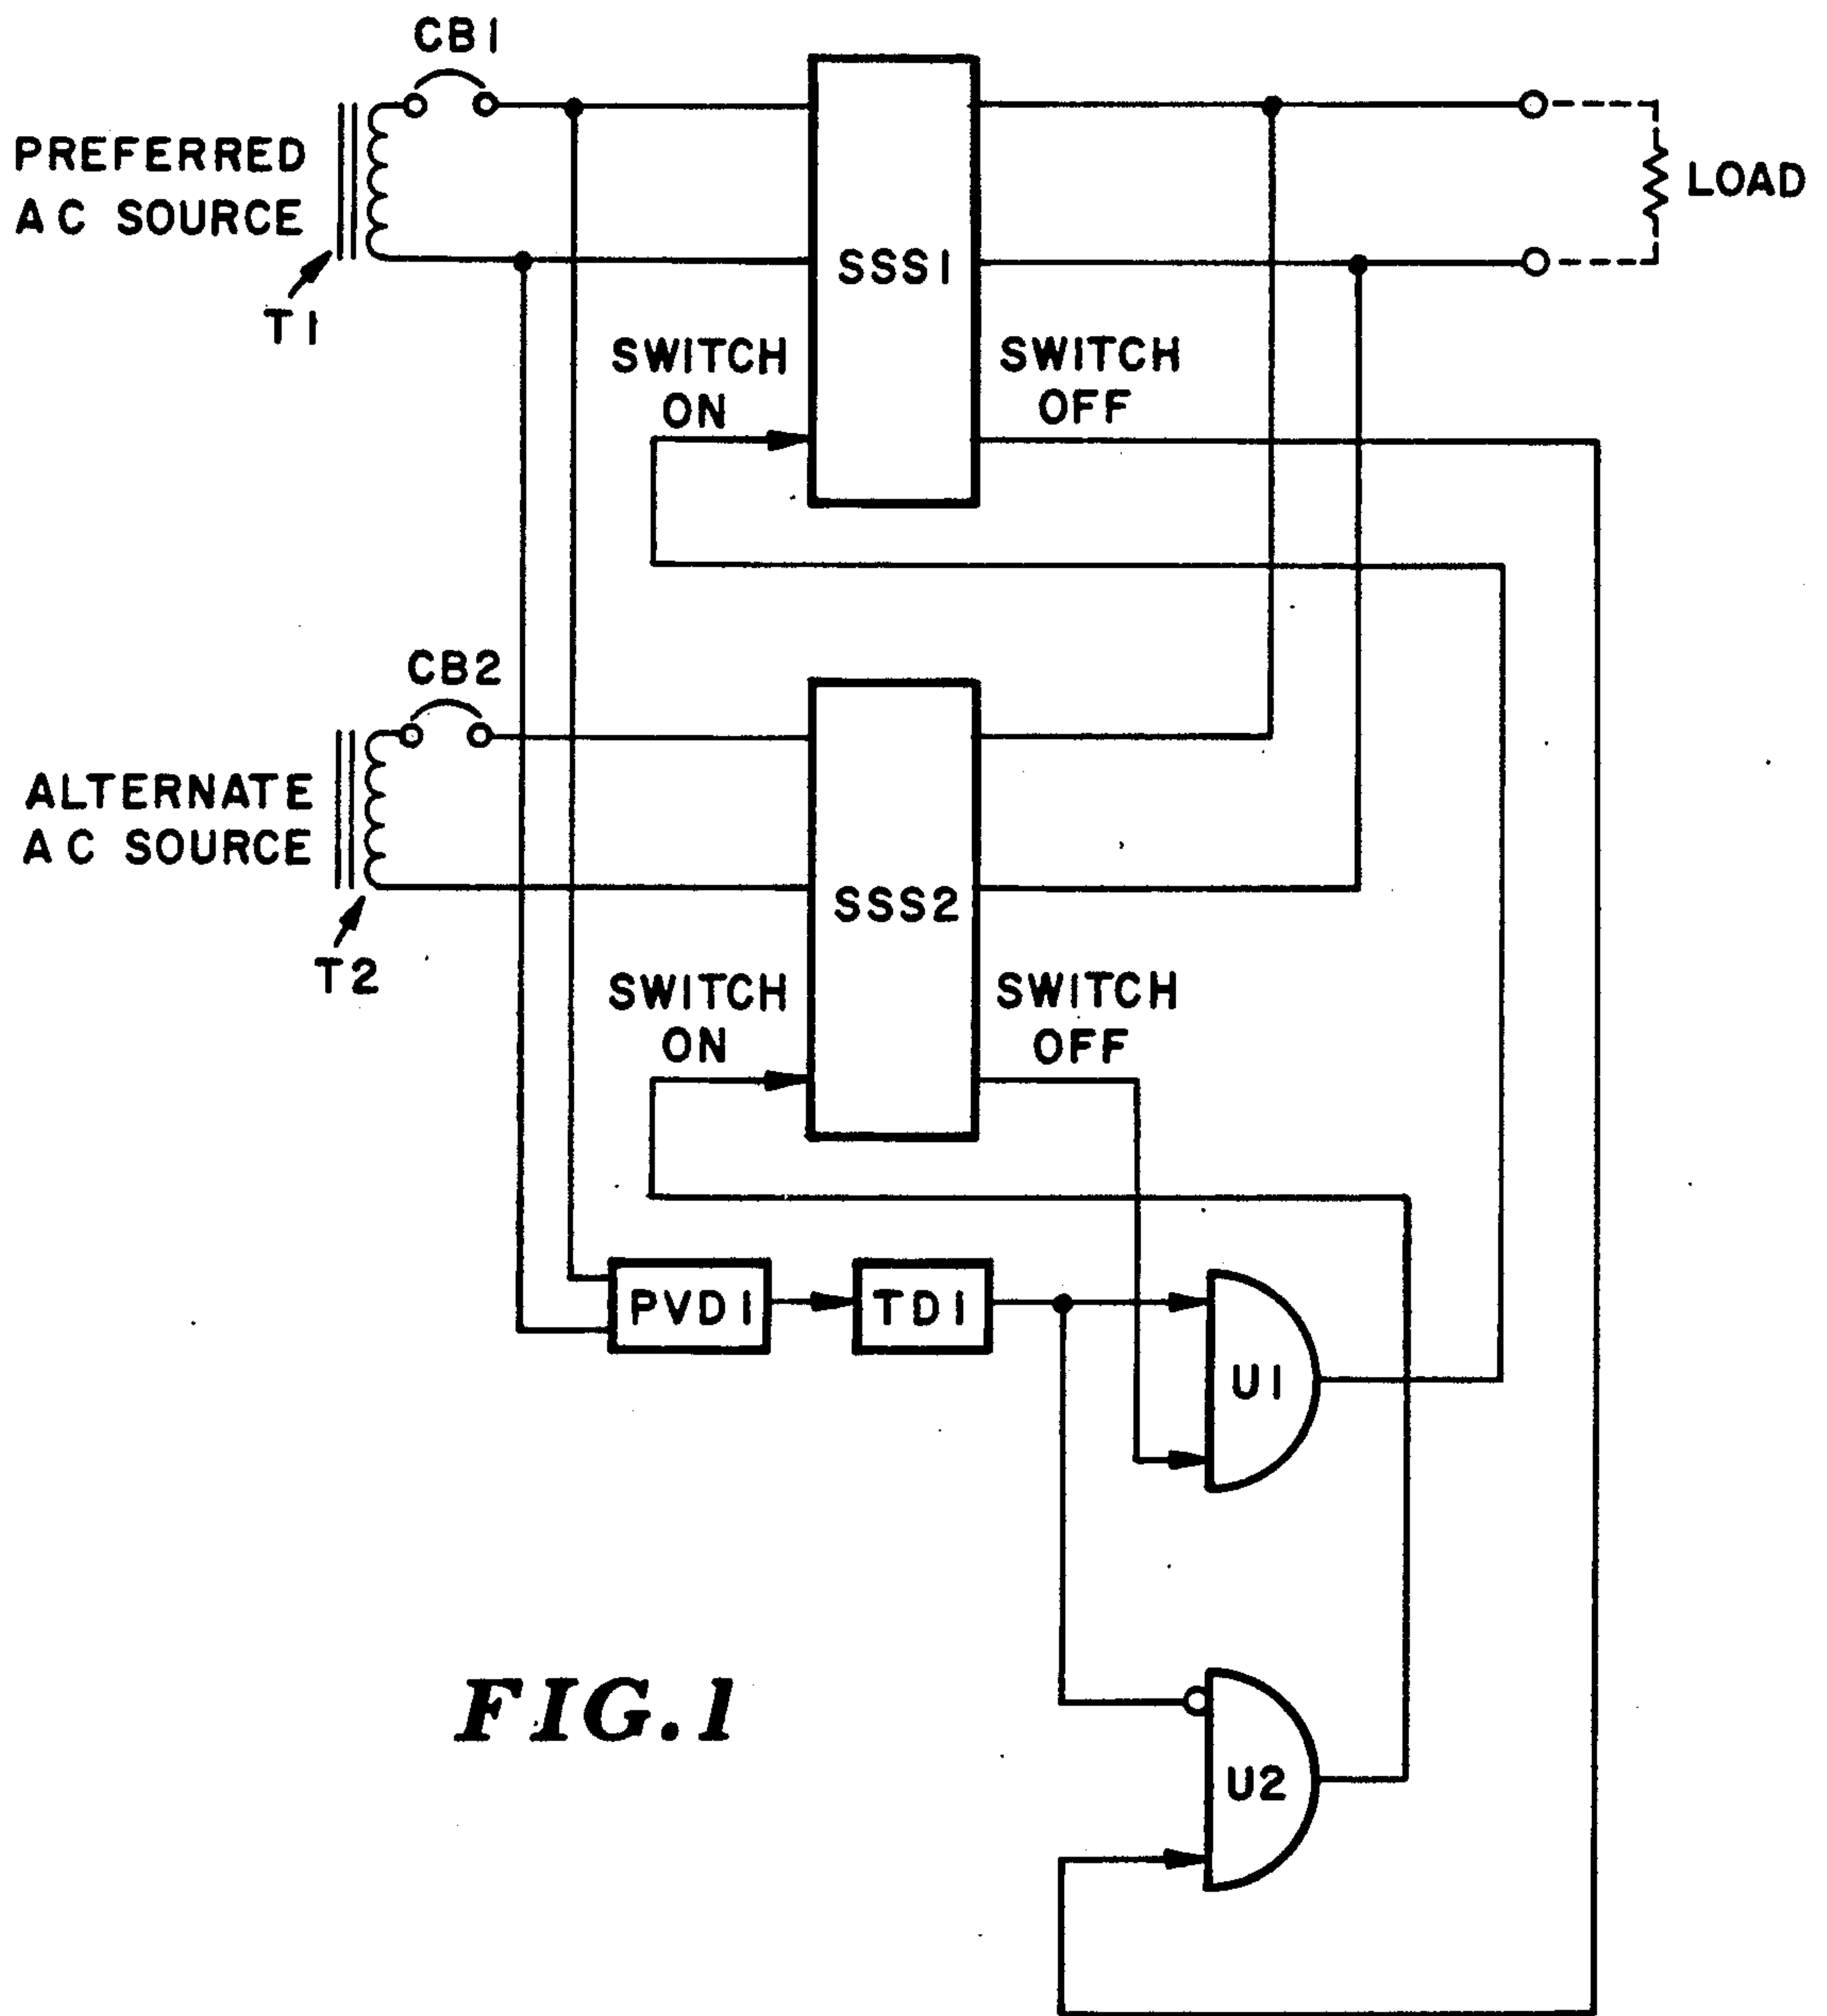 CB1
PREFERRED
AC SOURCE
T1
SSS1
LOAD
SWITCH
ON
SWITCH
OFF
CB2
ALTERNATE
AC SOURCE
T2
SSS2
SWITCH
ON
SWITCH
OFF
PVD1
TD1
U1
U2
FIG.1